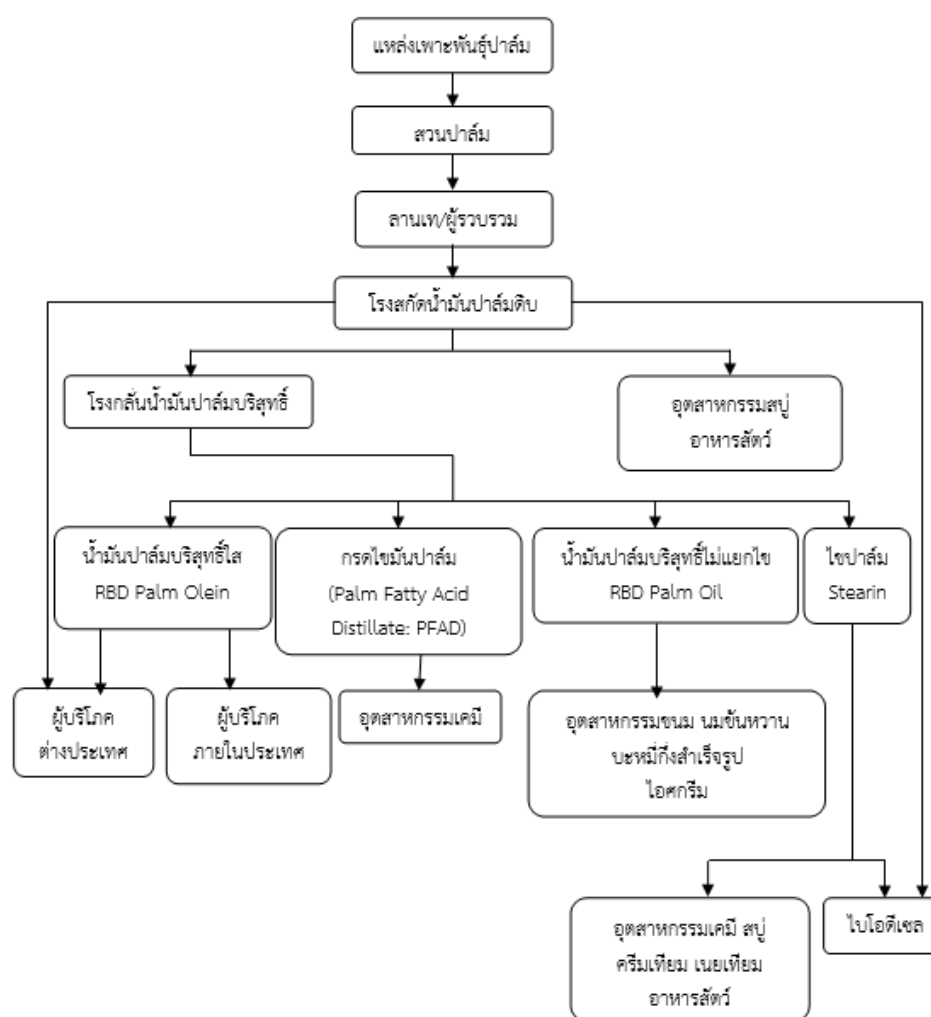 แหล่งเพาะพันธุ์ปาล์ม
สวนปาล์ม
ลานเท/ผู้รวบรวม
โรงสกัดน้ำมันปาล์มดิบ
โรงกลั่นน้ำมันปาล์มบริสุทธิ์
อุตสาหกรรมสบู่
อาหารสัตว์
น้ำมันปาล์มบริสุทธิ์ใส
RBD Palm Olein
กรดไขมันปาล์ม
(Palm Fatty Acid
Distillate: PFAD)
น้ำมันปาล์มบริสุทธิ์ไม่แยกไข
RBD Palm Oil
ไขปาล์ม
Stearin
ผู้บริโภค
ต่างประเทศ
ผู้บริโภค
ภายในประเทศ
อุตสาหกรรมเคมี
อุตสาหกรรมขนม นมข้นหวาน
บะหมี่กึ่งสำเร็จรูป
ไอศกรีม
อุตสาหกรรมเคมี สบู่
ครีมเทียม เนยเทียม
อาหารสัตว์
ไบโอดีเซล